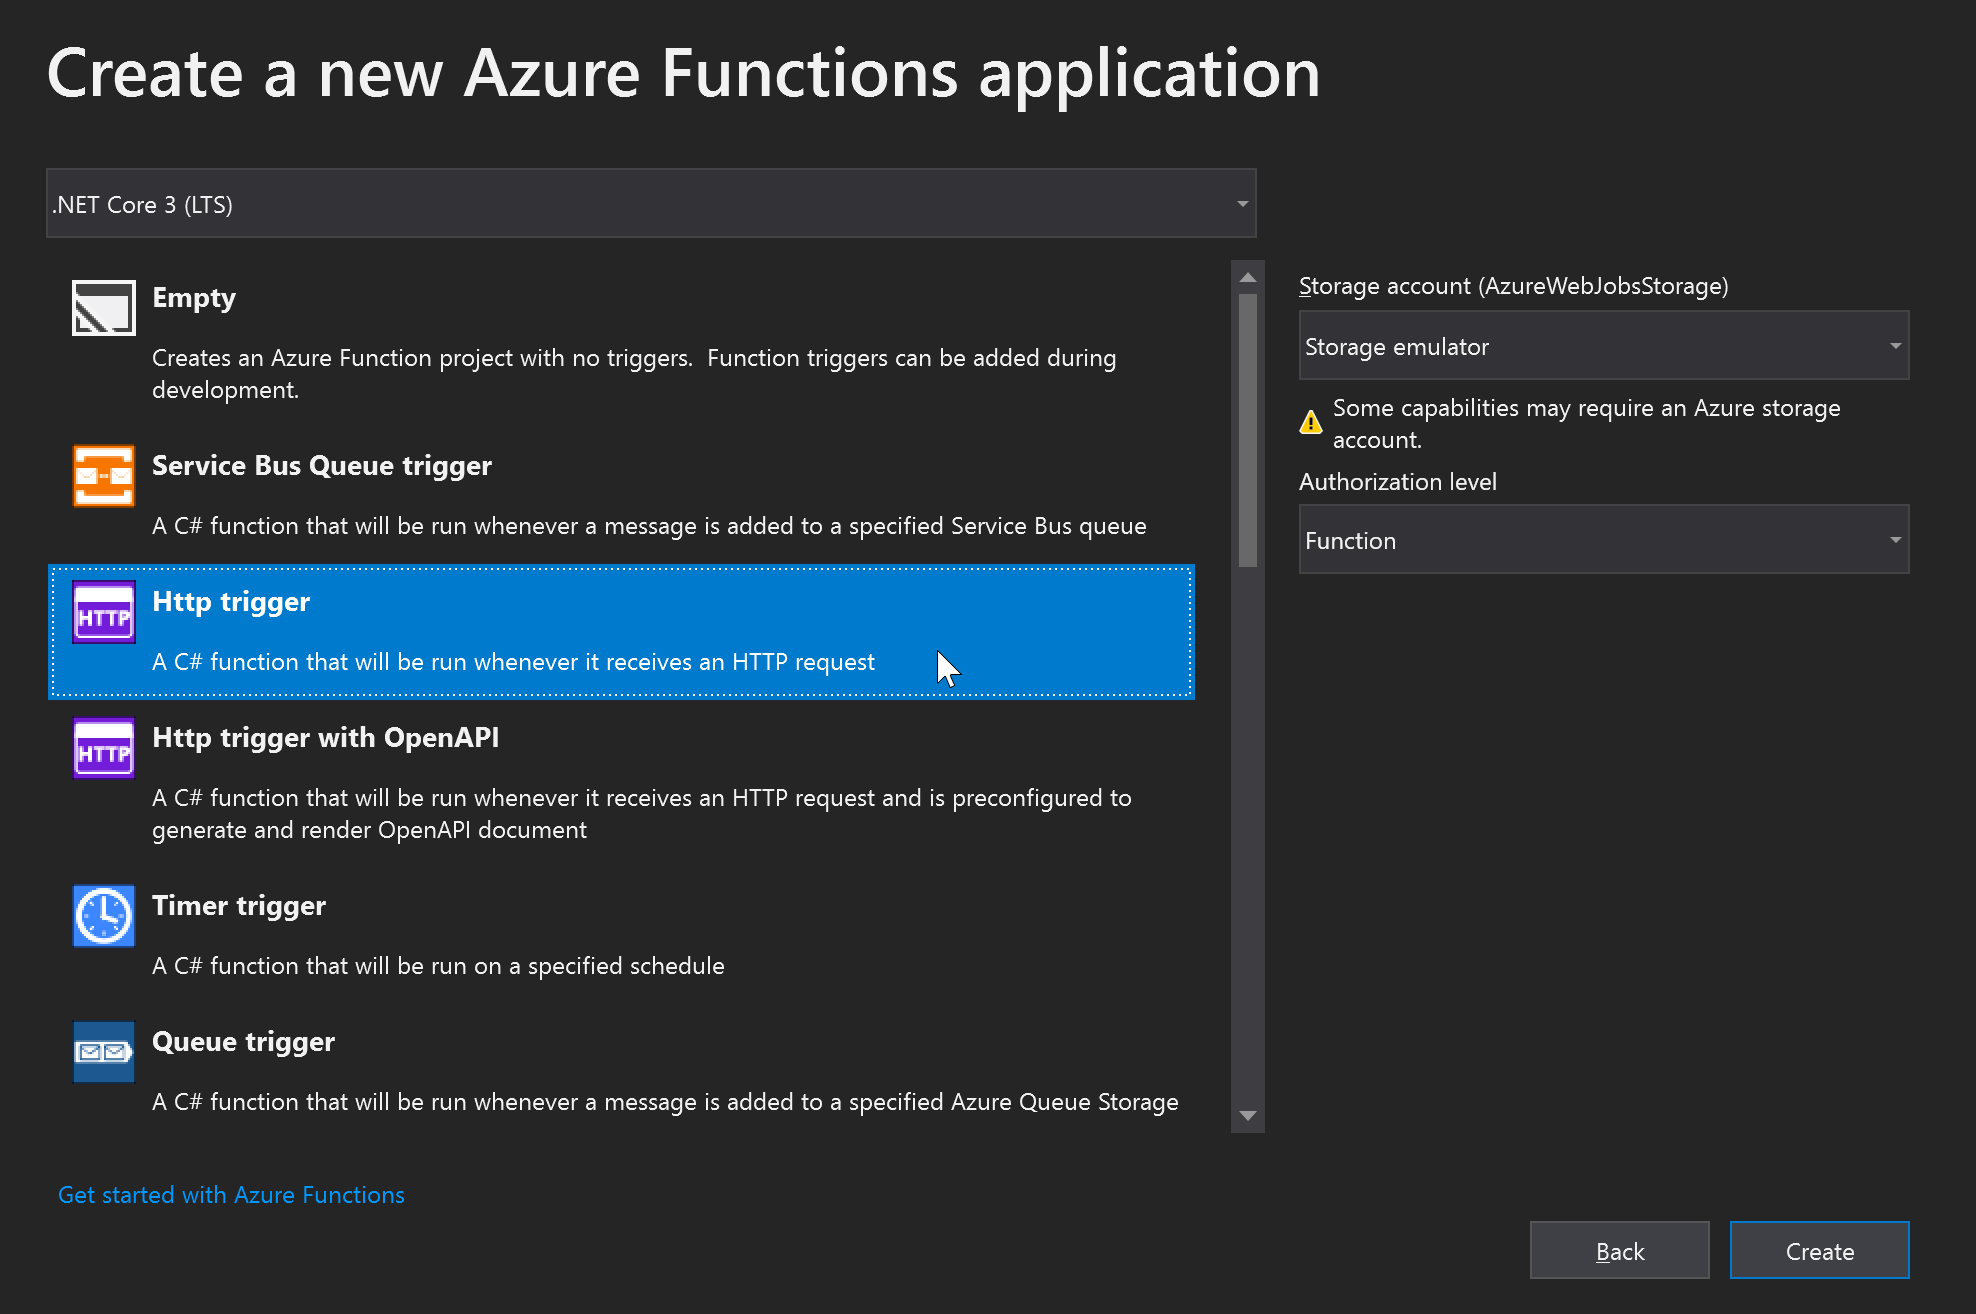 Create a new Azure Functions application
.NET Core 3 (LTS)
Empty
Creates an Azure Function project with no triggers.  Function triggers can be added during
development.
Service Bus Queue trigger
A C# function that will be run whenever a message is added to a specified Service Bus queue
HTTP
Http trigger
A C# function that will be run whenever it receives an HTTP request
HTTP
Http trigger with OpenAPI
A C# function that will be run whenever it receives an HTTP request and is preconfigured to
generate and render OpenAPI document
Timer trigger
A C# function that will be run on a specified schedule
Queue trigger
A C# function that will be run whenever a message is added to a specified Azure Queue Storage
Storage account (AzureWebJobsStorage)
Storage emulator
Some capabilities may require an Azure storage
account.
Authorization level
Function
Get started with Azure Functions
Back
Create